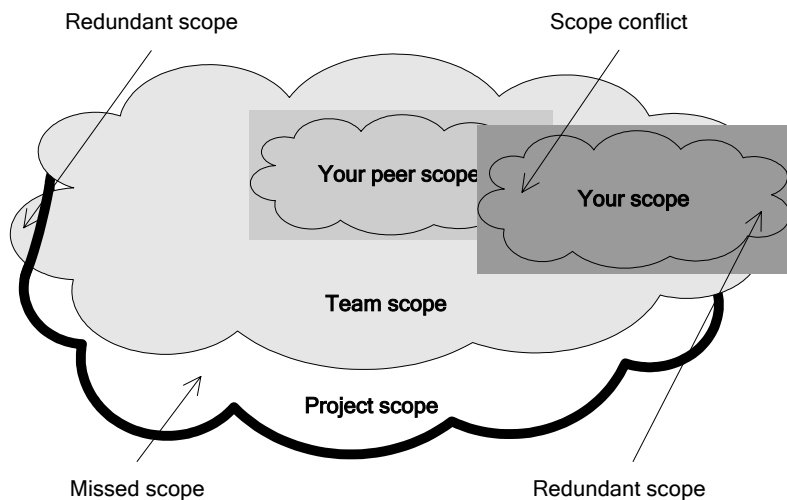 Redundant scope
Scope conflict
Your peer scope
Your scope
Team scope
Project scope
Missed scope
Redundant scope